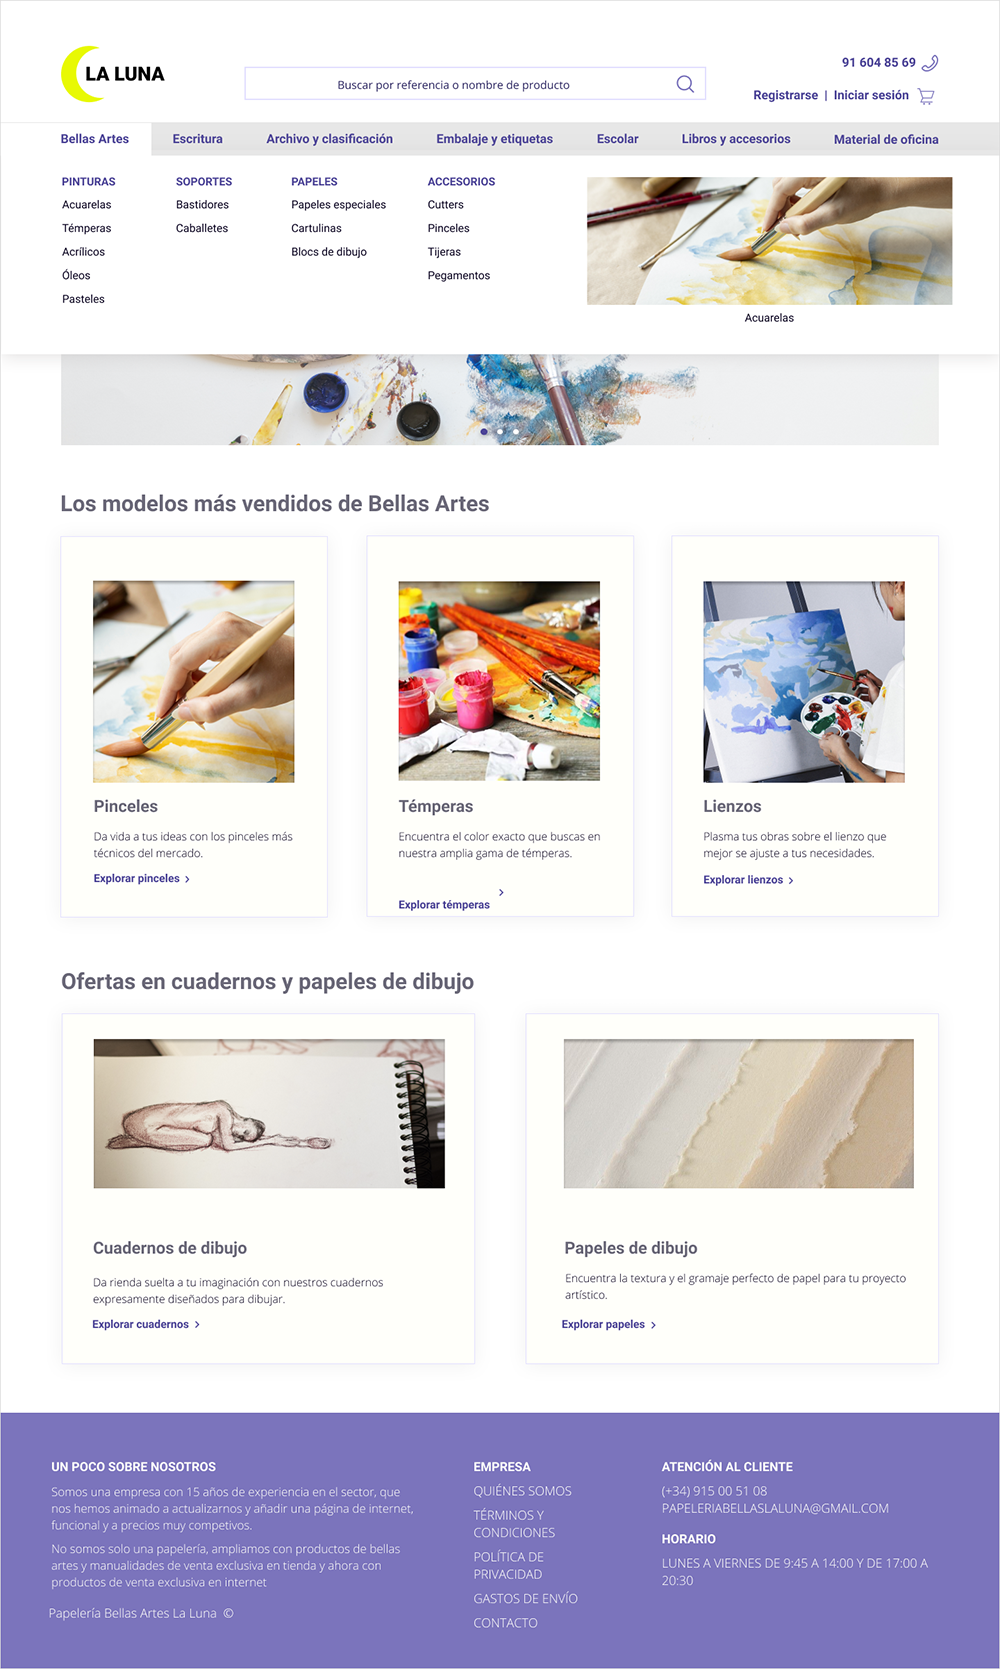 LA LUNA
Buscar por referencia o nombre de producto
91 604 85 69
Registrarse | Iniciar sesión
Bellas Artes
Escritura
Archivo y clasificación
Embalaje y etiquetas
Escolar
Libros y accesorios
Material de oficina
PINTURAS
Acuarelas
Témperas
Acrílicos
Óleos
Pasteles
SOPORTES
Bastidores
Caballetes
PAPELES
Papeles especiales
Cartulinas
Blocs de dibujo
ACCESORIOS
Cutters
Pinceles
Tijeras
Pegamentos
Acuarelas
Los modelos más vendidos de Bellas Artes
Pinceles
Da vida a tus ideas con los pinceles más
técnicos del mercado.
Explorar pinceles >
Témperas
Encuentra el color exacto que buscas en
nuestra amplia gama de témperas.
Explorar témperas >
Lienzos
Plasma tus obras sobre el lienzo que
mejor se ajuste a tus necesidades.
Explorar lienzos >
Ofertas en cuadernos y papeles de dibujo
Cuadernos de dibujo
Da rienda suelta a tu imaginación con nuestros cuadernos
expresamente diseñados para dibujar.
Explorar cuadernos >
Papeles de dibujo
Encuentra la textura y el gramaje perfecto de papel para tu proyecto
artístico.
Explorar papeles >
UN POCO SOBRE NOSOTROS
Somos una empresa con 15 años de experiencia en el sector, que
nos hemos animado a actualizarnos y añadir una página de internet,
funcional y a precios muy competivos.
No somos solo una papelería, ampliamos con productos de bellas
artes y manualidades de venta exclusiva en tienda y ahora con
productos de venta exclusiva en internet
Papelería Bellas Artes La Luna ©
EMPRESA
QUIÉNES SOMOS
TÉRMINOS Y
CONDICIONES
POLÍTICA DE
PRIVACIDAD
GASTOS DE ENVÍO
CONTACTO
ATENCIÓN AL CLIENTE
(+34) 915 00 51 08
PAPELERIABELLASLALUNA@GMAIL.COM
HORARIO
LUNES A VIERNES DE 9:45 A 14:00 Y DE 17:00 A
20:30